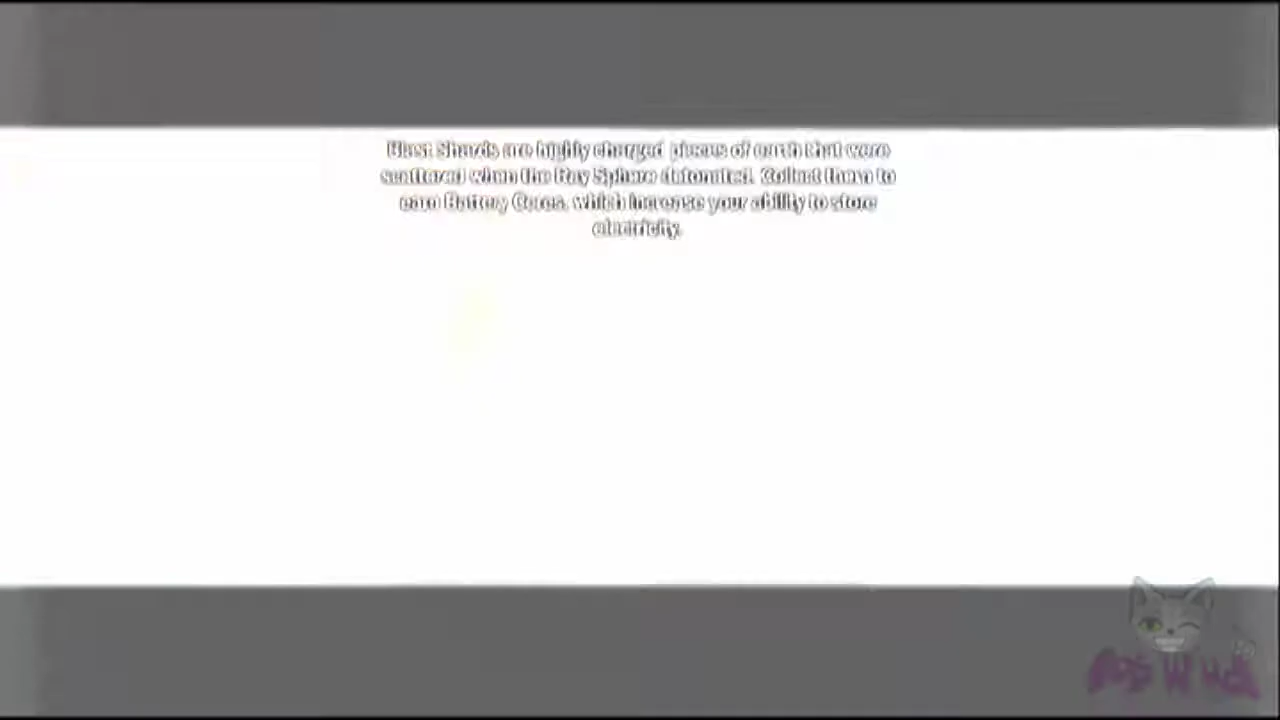 Blast Shards are highly charged pieces of earth that were
scattered when the Ray Sphere detonated. Collect them to
earn Battery Cores, which increase your ability to store
electricity.